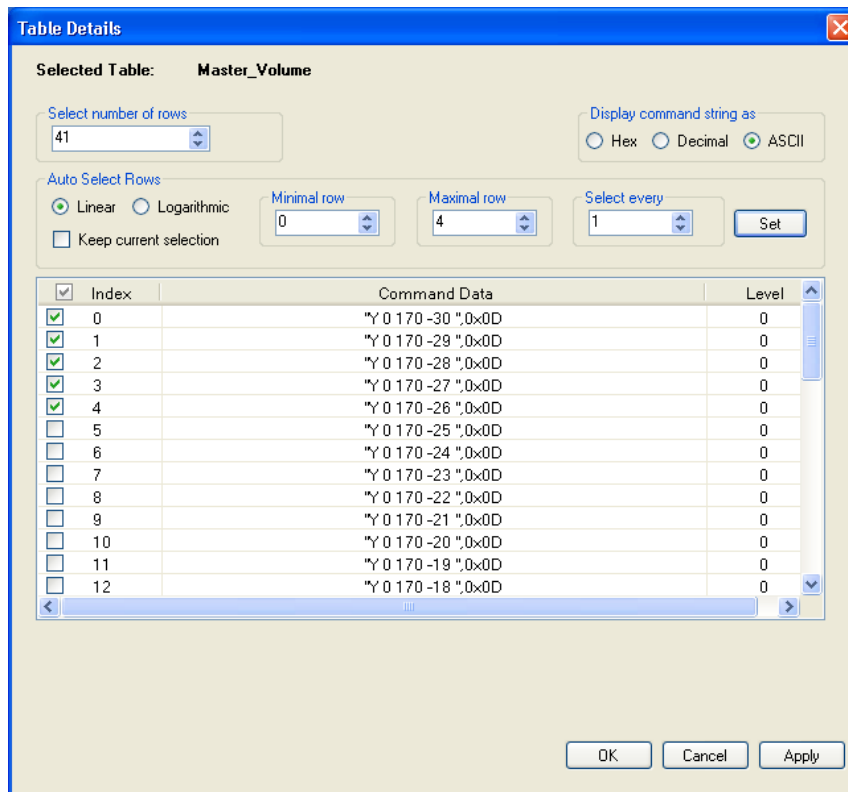 Table Details
Selected Table: Master_Volume
Select number of rows
41
Display command string as
Hex Decimal ASCII
Auto Select Rows
Linear Logarithmic
Keep current selection
Minimal row
0
Maximal row
4
Select every
1
Set
Index Command Data Level
0 "Y 0 170 -30 ",0x0D 0
1 "Y 0 170 -29 ",0x0D 0
2 "Y 0 170 -28 ",0x0D 0
3 "Y 0 170 -27 ",0x0D 0
4 "Y 0 170 -26 ",0x0D 0
5 "Y 0 170 -25 ",0x0D 0
6 "Y 0 170 -24 ",0x0D 0
7 "Y 0 170 -23 ",0x0D 0
8 "Y 0 170 -22 ",0x0D 0
9 "Y 0 170 -21 ",0x0D 0
10 "Y 0 170 -20 ",0x0D 0
11 "Y 0 170 -19 ",0x0D 0
12 "Y 0 170 -18 ",0x0D 0
OK Cancel Apply